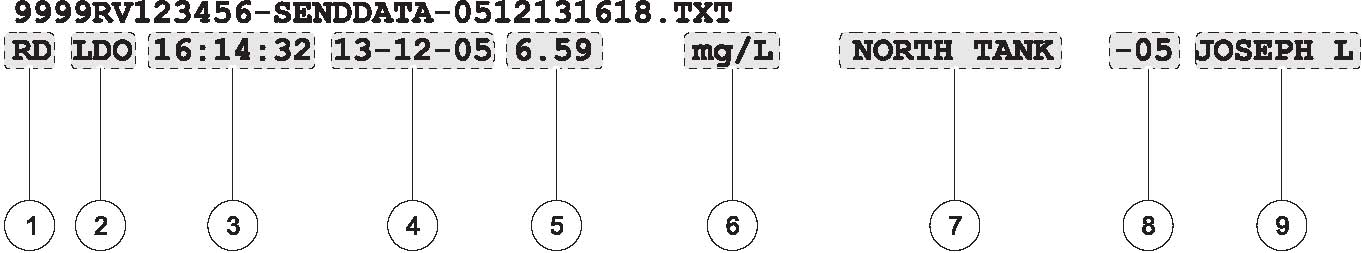 9999RV123456-SENDDATA-0512131618.TXT
RD LDO 16:14:32 13-12-05 6.59 mg/L NORTH TANK -05 JOSEPH L
1 2 3 4 5 6 7 8 9